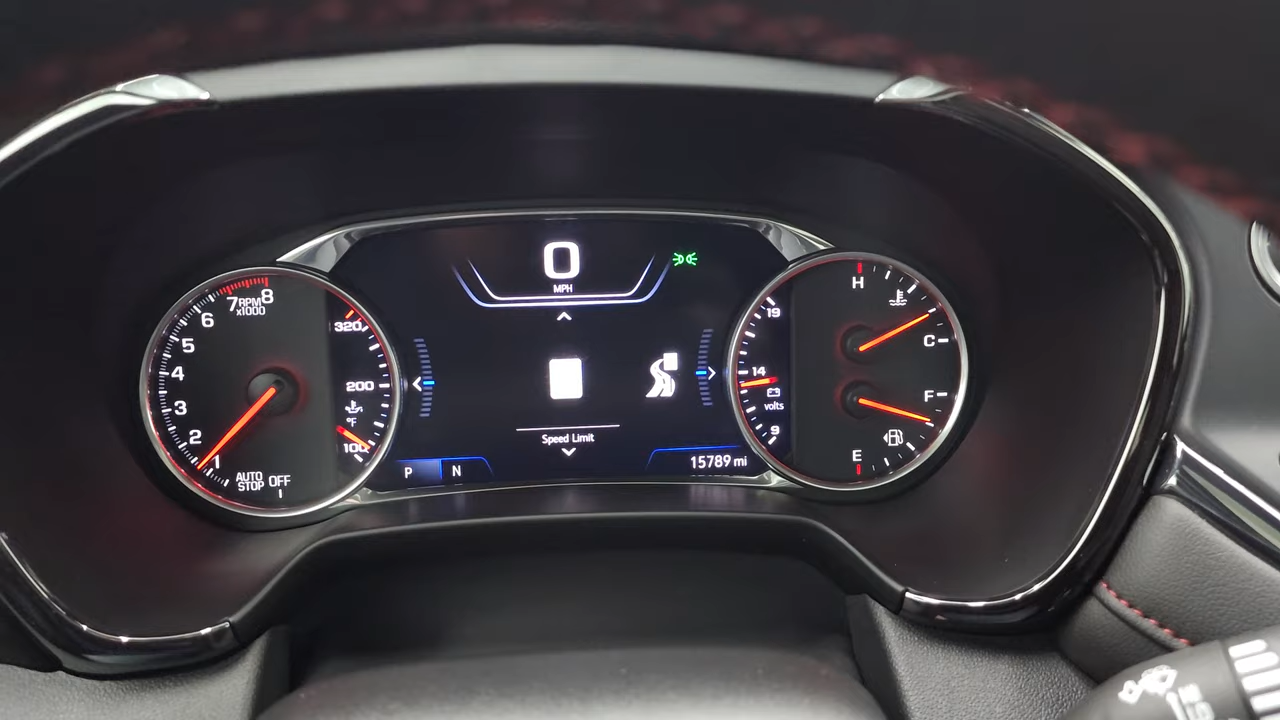 0
MPH
8
7
RPM
x1000
6
5
4
3
2
1
AUTO
STOP
OFF
320
200
°F
100
P N
Speed Limit
15789 mi
19
14
volts
9
H
C
F
E